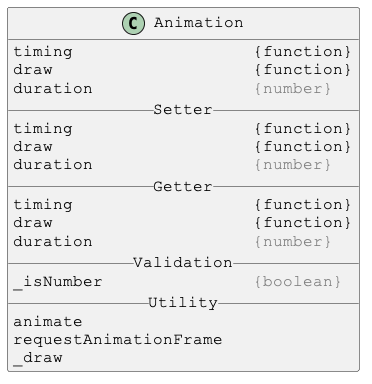 C Animation
timing {function}
draw {function}
duration {number}
Setter
timing {function}
draw {function}
duration {number}
Getter
timing {function}
draw {function}
duration {number}
Validation
_isNumber {boolean}
Utility
animate
requestAnimationFrame
_draw